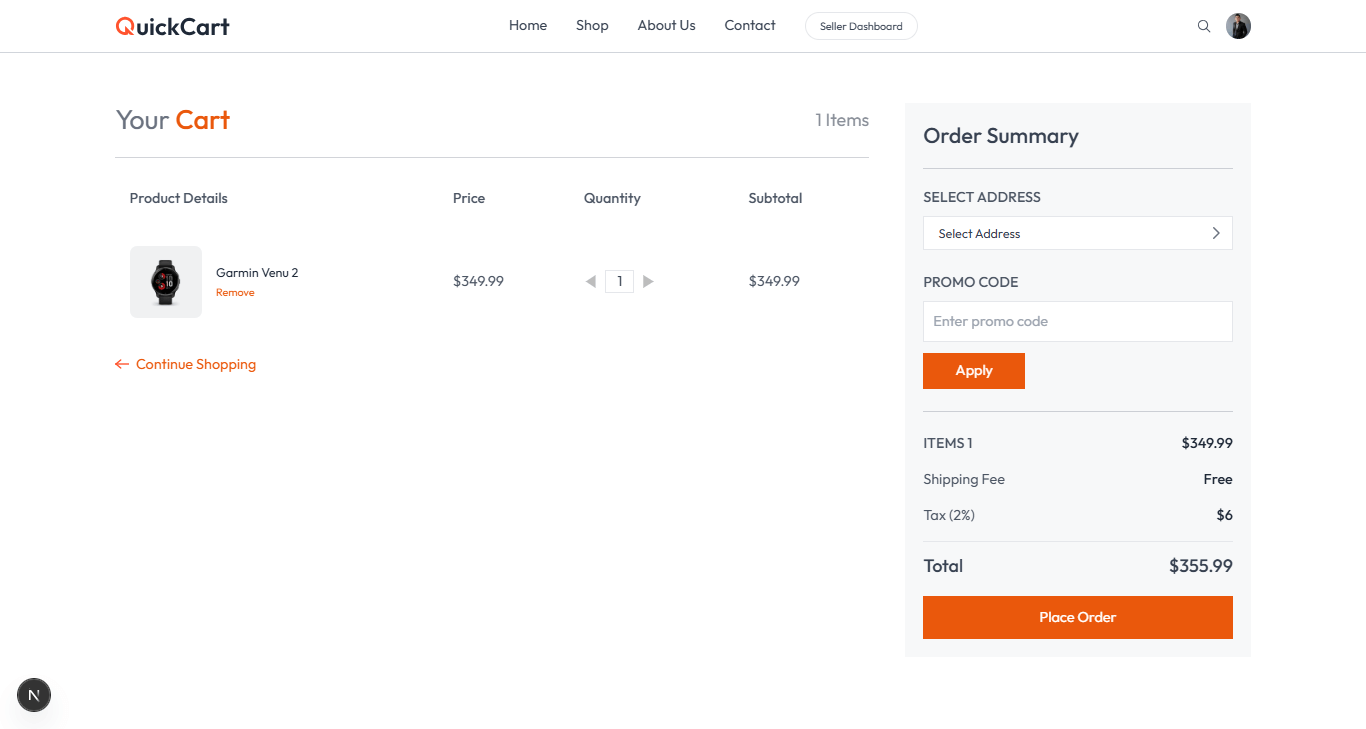 QuickCart Home Shop About Us Contact Seller Dashboard
Your Cart 1 Items
Product Details Price Quantity Subtotal
Garmin Venu 2
Remove
$349.99 1 $349.99
Continue Shopping
Order Summary
SELECT ADDRESS
Select Address
PROMO CODE
Enter promo code
Apply
ITEMS 1 $349.99
Shipping Fee Free
Tax (2%) $6
Total $355.99
Place Order
N